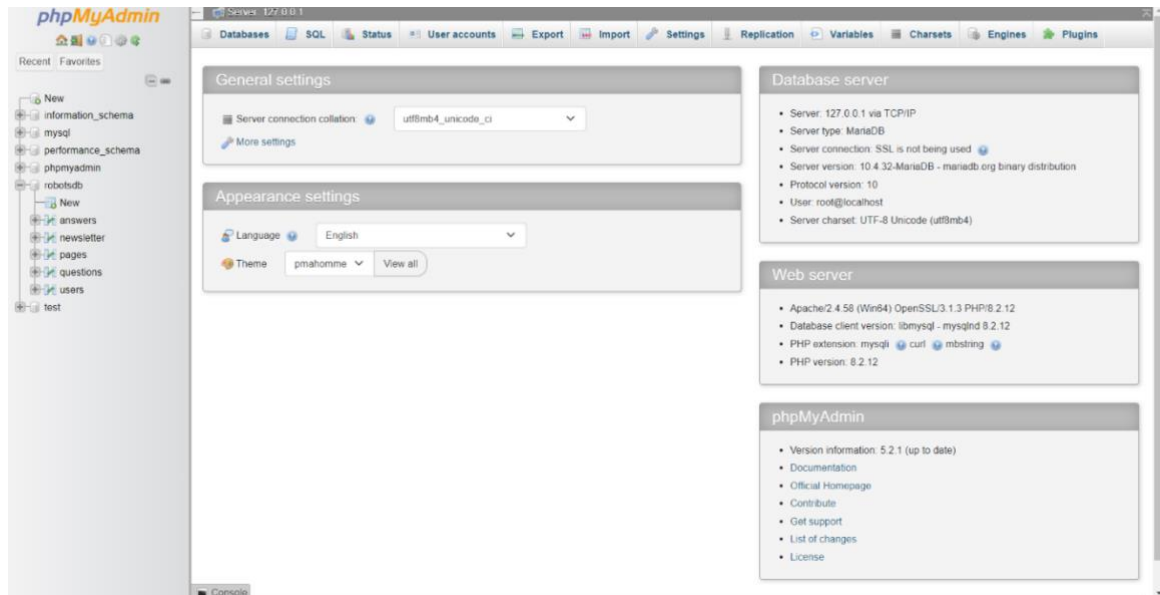 phpMyAdmin
Recent Favorites
New
information_schema
mysql
performance_schema
phpmyadmin
robotsdb
New
answers
newsletter
pages
questions
users
test
Server: 127.0.0.1
Databases SQL Status User accounts Export Import Settings Replication Variables Charsets Engines Plugins
General settings
Server connection collation: utf8mb4_unicode_ci
More settings
Appearance settings
Language English
Theme pmahomme View all
Database server
Server: 127.0.0.1 via TCP/IP
Server type: MariaDB
Server connection: SSL is not being used
Server version: 10.4.32-MariaDB - mariadb.org binary distribution
Protocol version: 10
User: root@localhost
Server charset: UTF-8 Unicode (utf8mb4)
Web server
Apache/2.4.58 (Win64) OpenSSL/3.1.3 PHP/8.2.12
Database client version: libmysql - mysqlnd 8.2.12
PHP extension: mysqli curl mbstring
PHP version: 8.2.12
phpMyAdmin
Version information: 5.2.1 (up to date)
Documentation
Official Homepage
Contribute
Get support
List of changes
License
Console